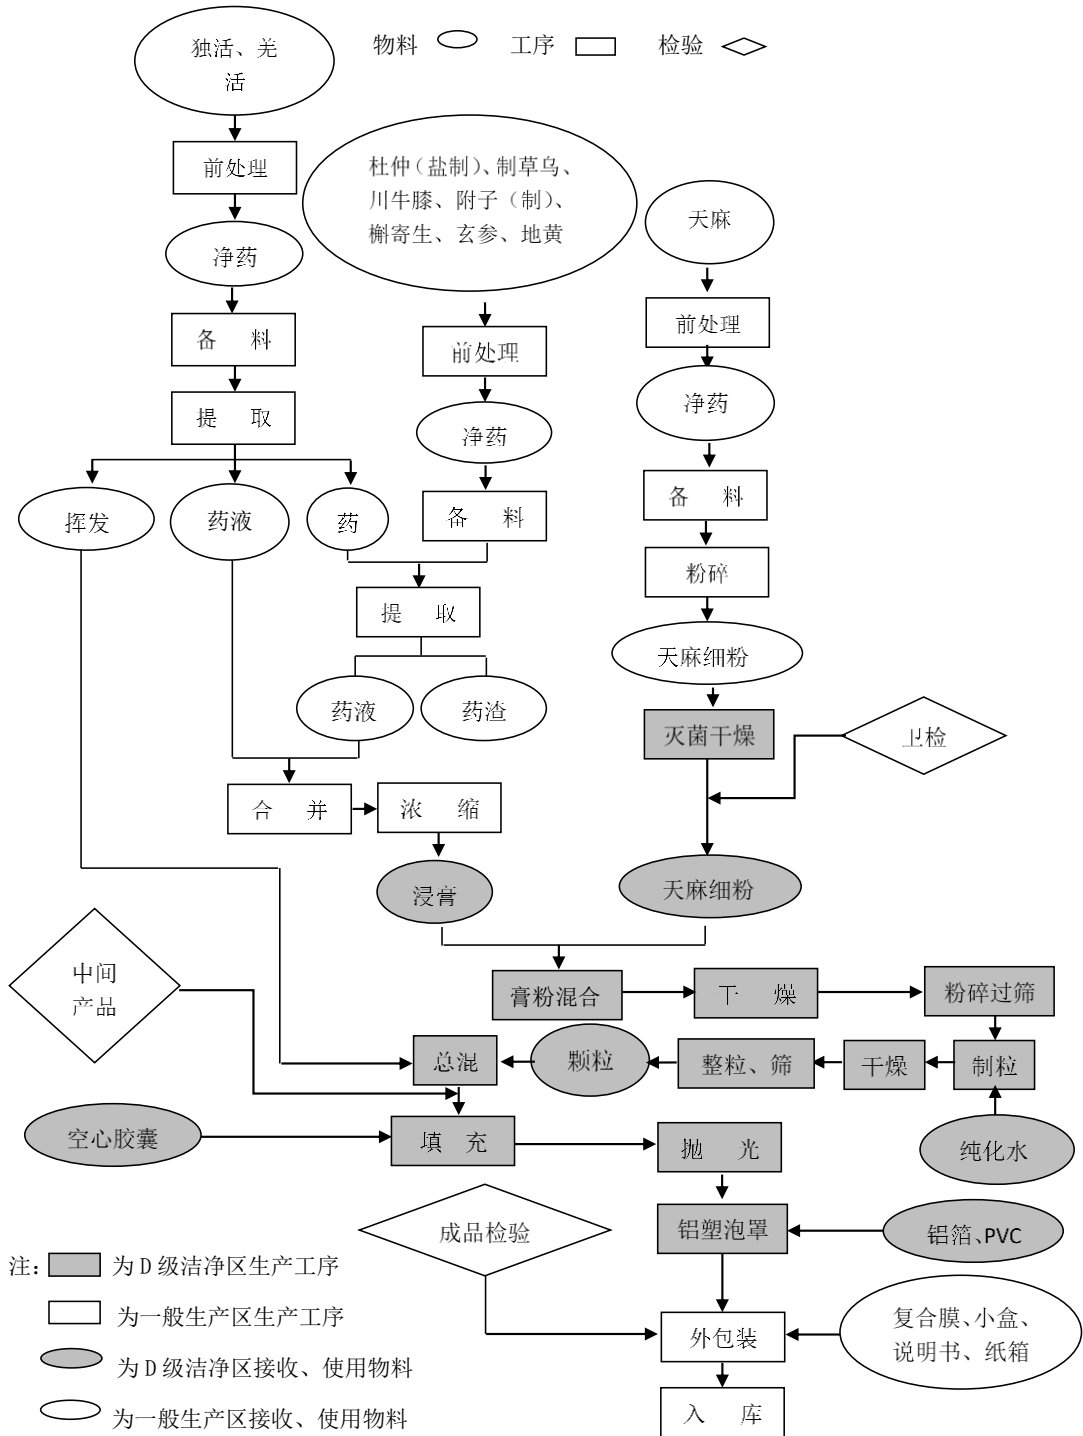 独活、羌
活
物料
工序
检验
前处理
杜仲（盐制）、制草乌、
川牛膝、附子（制）、
槲寄生、玄参、地黄
天麻
净药
前处理
前处理
备 料
净药
净药
提 取
备 料
备 料
挥发
药液
药
粉碎
提 取
天麻细粉
药液
药渣
灭菌干燥
卫检
合 并
浓 缩
浸膏
天麻细粉
中间
产品
膏粉混合
干 燥
粉碎过筛
总混
颗粒
整粒、筛
干燥
制粒
空心胶囊
填 充
抛 光
纯化水
成品检验
铝塑泡罩
铝箔、PVC
注：
为 D 级洁净区生产工序
为一般生产区生产工序
外包装
复合膜、小盒、
说明书、纸箱
为 D 级洁净区接收、使用物料
为一般生产区接收、使用物料
入 库